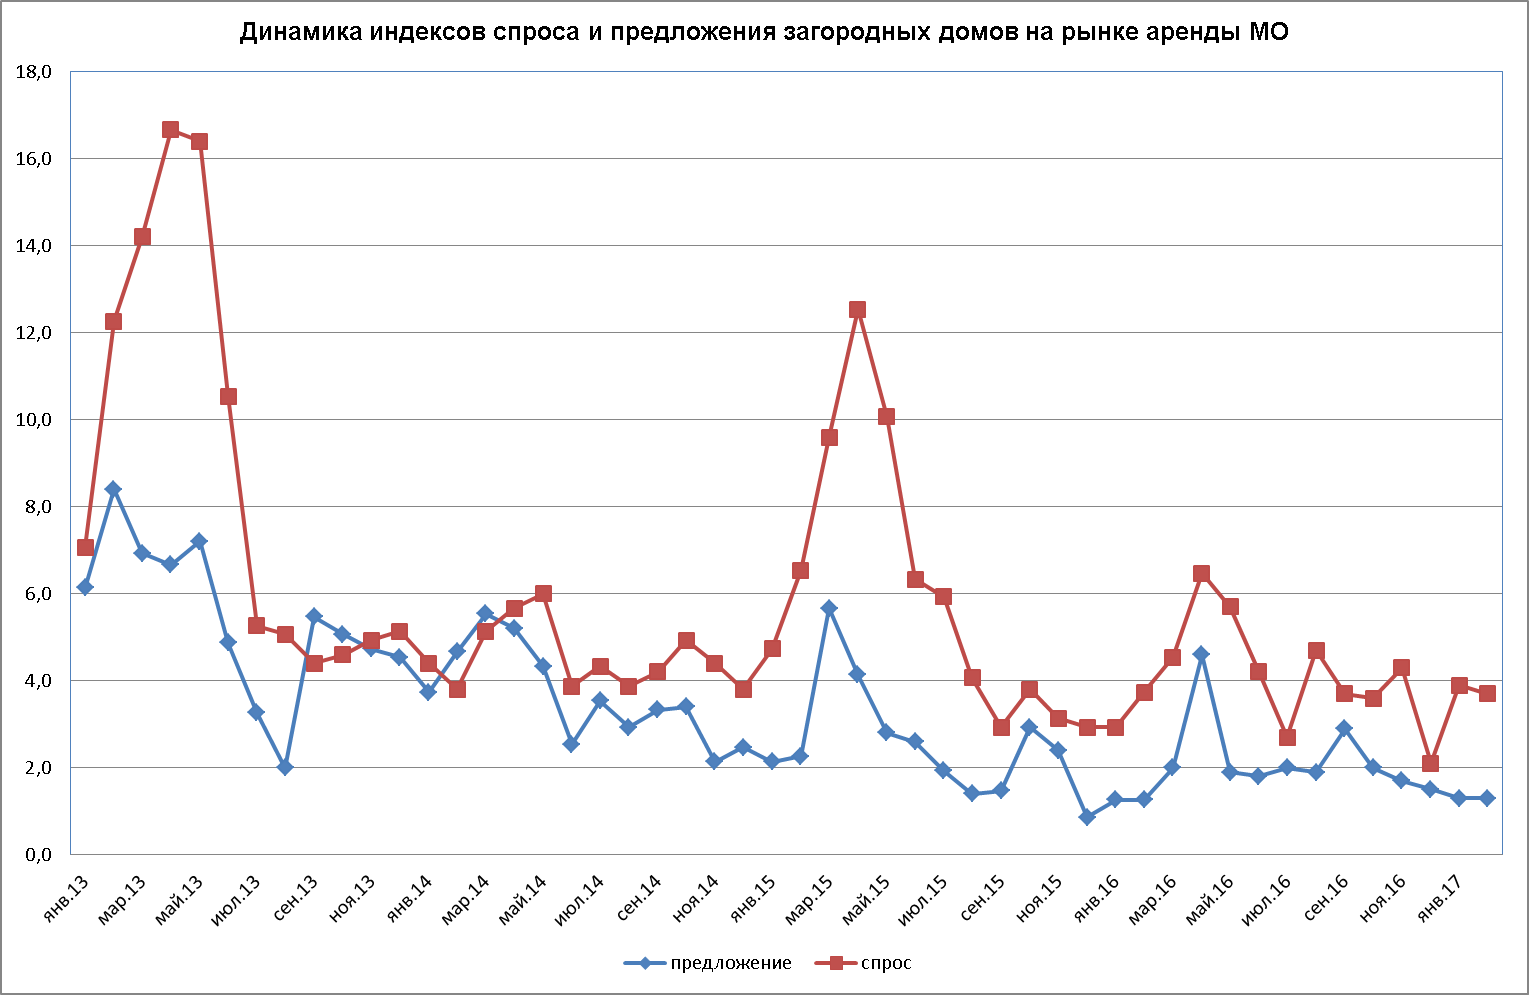 Динамика индексов спроса и предложения загородных домов на рынке аренды МО
18,0
16,0
14,0
12,0
10,0
8,0
6,0
4,0
2,0
0,0
янв.13
мар.13
май.13
июл.13
сен.13
ноя.13
янв.14
мар.14
май.14
июл.14
сен.14
ноя.14
янв.15
мар.15
май.15
июл.15
сен.15
ноя.15
янв.16
мар.16
май.16
июл.16
сен.16
ноя.16
янв.17
предложение
спрос